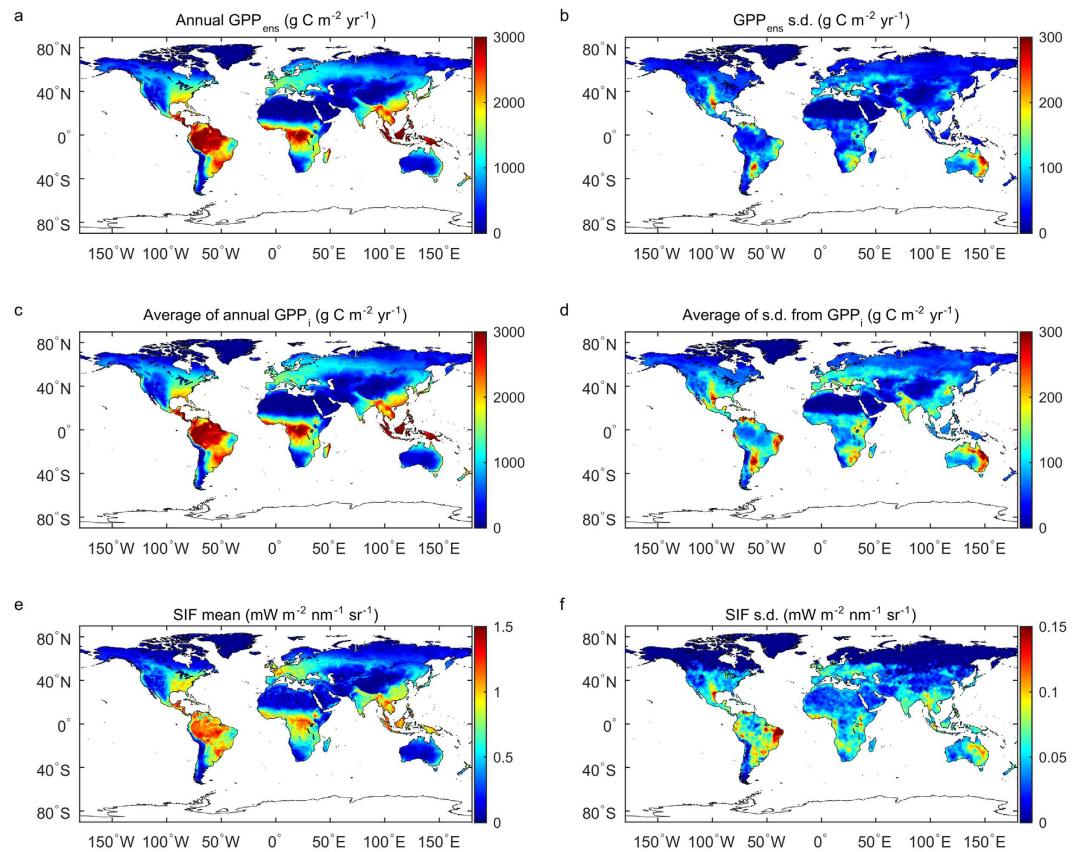 a
Annual GPPens (g C m-2 yr-1)
80°N
40°N
0°
40°S
80°S
150°W 100°W 50°W 0° 50°E 100°E 150°E
3000
2000
1000
0
b
GPPens s.d. (g C m-2 yr-1)
80°N
40°N
0°
40°S
80°S
150°W 100°W 50°W 0° 50°E 100°E 150°E
300
200
100
0
c
Average of annual GPPi (g C m-2 yr-1)
80°N
40°N
0°
40°S
80°S
150°W 100°W 50°W 0° 50°E 100°E 150°E
3000
2000
1000
0
d
Average of s.d. from GPPi (g C m-2 yr-1)
80°N
40°N
0°
40°S
80°S
150°W 100°W 50°W 0° 50°E 100°E 150°E
300
200
100
0
e
SIF mean (mW m-2 nm-1 sr-1)
80°N
40°N
0°
40°S
80°S
150°W 100°W 50°W 0° 50°E 100°E 150°E
1.5
1
0.5
0
f
SIF s.d. (mW m-2 nm-1 sr-1)
80°N
40°N
0°
40°S
80°S
150°W 100°W 50°W 0° 50°E 100°E 150°E
0.15
0.1
0.05
0